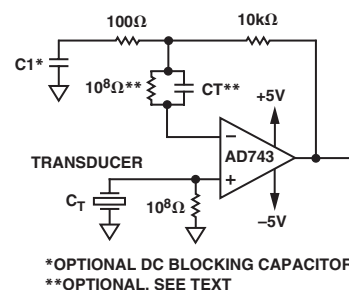 100Ω
10kΩ
C1*
10⁸Ω**
CT**
+5V
AD743
TRANSDUCER
C_T
10⁸Ω
–5V
*OPTIONAL DC BLOCKING CAPACITOR
**OPTIONAL, SEE TEXT